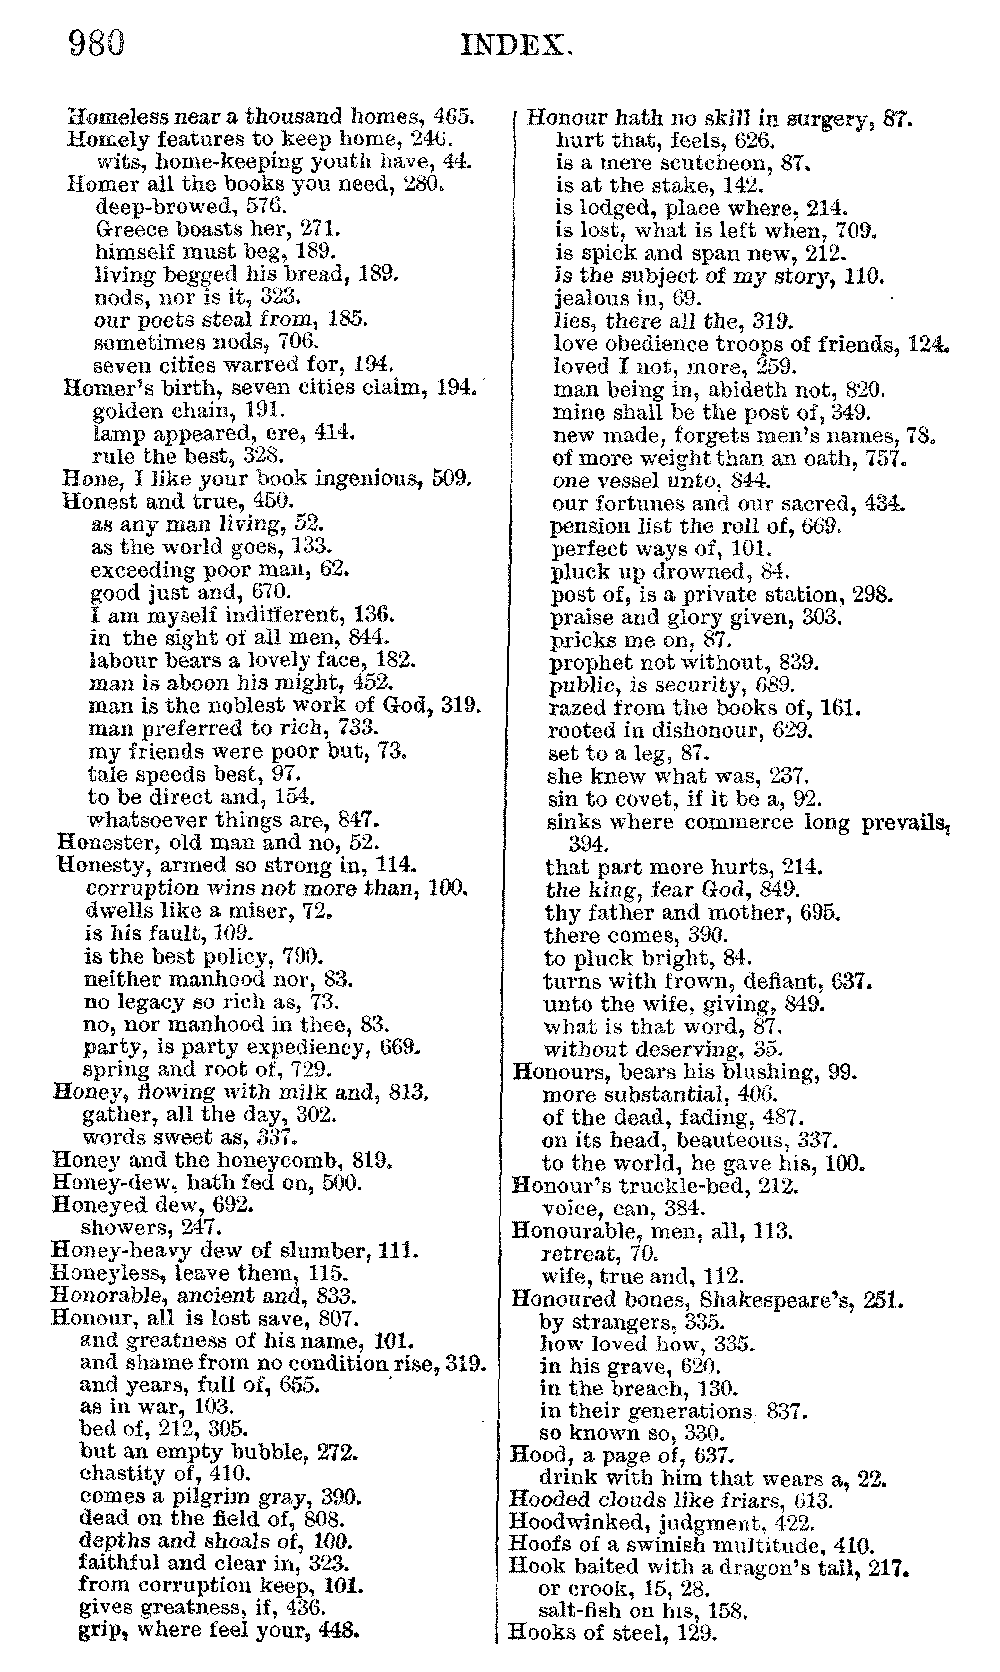 980
INDEX.
Homeless near a thousand homes, 465.
Homely features to keep home, 246.
wits, home-keeping youth have, 44.
Homer all the books you need, 280.
deep-browed, 576.
Greece boasts her, 271.
himself must beg, 189.
living begged his bread, 189.
nods, nor is it, 323.
our poets steal from, 185.
sometimes nods, 706.
seven cities warred for, 194.
Homer's birth, seven cities claim, 194.
golden chain, 191.
lamp appeared, ere, 414.
rule the best, 328.
Hone, I like your book ingenious, 509.
Honest and true, 450.
as any man living, 52.
as the world goes, 133.
exceeding poor man, 62.
good just and, 670.
I am myself indifferent, 136.
in the sight of all men, 844.
labour bears a lovely face, 182.
man is aboon his might, 452.
man is the noblest work of God, 319.
man preferred to rich, 733.
my friends were poor but, 73.
tale speeds best, 97.
to be direct and, 154.
whatsoever things are, 847.
Honester, old man and no, 52.
Honesty, armed so strong in, 114.
corruption wins not more than, 100.
dwells like a miser, 72.
is his fault, 109.
is the best policy, 790.
neither manhood nor, 83.
no legacy so rich as, 73.
no, nor manhood in thee, 83.
party, is party expediency, 669.
spring and root of, 729.
Honey, flowing with milk and, 813.
gather, all the day, 302.
words sweet as, 337.
Honey and the honeycomb, 819.
Honey-dew, hath fed on, 500.
Honeyed dew, 692.
showers, 247.
Honey-heavy dew of slumber, 111.
Honeyless, leave them, 115.
Honorable, ancient and, 833.
Honour, all is lost save, 807.
and greatness of his name, 101.
and shame from no condition rise, 319.
and years, full of, 655.
as in war, 103.
bed of, 212, 305.
but an empty bubble, 272.
chastity of, 410.
comes a pilgrim gray, 390.
dead on the field of, 808.
depths and shoals of, 100.
faithful and clear in, 323.
from corruption keep, 101.
gives greatness, if, 436.
grip, where feel your, 448.
Honour hath no skill in surgery, 87.
hurt that, feels, 626.
is a mere scutcheon, 87.
is at the stake, 142.
is lodged, place where, 214.
is lost, what is left when, 709.
is spick and span new, 212.
is the subject of my story, 110.
jealous in, 69.
lies, there all the, 319.
love obedience troops of friends, 124.
loved I not, more, 259.
man being in, abideth not, 820.
mine shall be the post of, 349.
new made, forgets men's names, 78.
of more weight than an oath, 757.
one vessel unto, 844.
our fortunes and our sacred, 434.
pension list the roll of, 669.
perfect ways of, 101.
pluck up drowned, 84.
post of, is a private station, 298.
praise and glory given, 303.
pricks me on, 87.
prophet not without, 839.
public, is security, 689.
razed from the books of, 161.
rooted in dishonour, 629.
set to a leg, 87.
she knew what was, 237.
sin to covet, if it be a, 92.
sinks where commerce long prevails,
394.
that part more hurts, 214.
the king, fear God, 849.
thy father and mother, 695.
there comes, 390.
to pluck bright, 84.
turns with frown, defiant, 637.
unto the wife, giving, 849.
what is that word, 87.
without deserving, 35.
Honours, bears his blushing, 99.
more substantial, 406.
of the dead, fading, 487.
on its head, beauteous, 337.
to the world, he gave his, 100.
Honour's truckle-bed, 212.
voice, can, 384.
Honourable, men, all, 113.
retreat, 70.
wife, true and, 112.
Honoured bones, Shakespeare's, 251.
by strangers, 335.
how loved how, 335.
in his grave, 620.
in the breach, 130.
in their generations 837.
so known so, 330.
Hood, a page of, 637.
drink with him that wears a, 22.
Hooded clouds like friars, 613.
Hoodwinked, judgment, 422.
Hoofs of a swinish multitude, 410.
Hook baited with a dragon's tail, 217.
or crook, 15, 28.
salt-fish on his, 158.
Hooks of steel, 129.